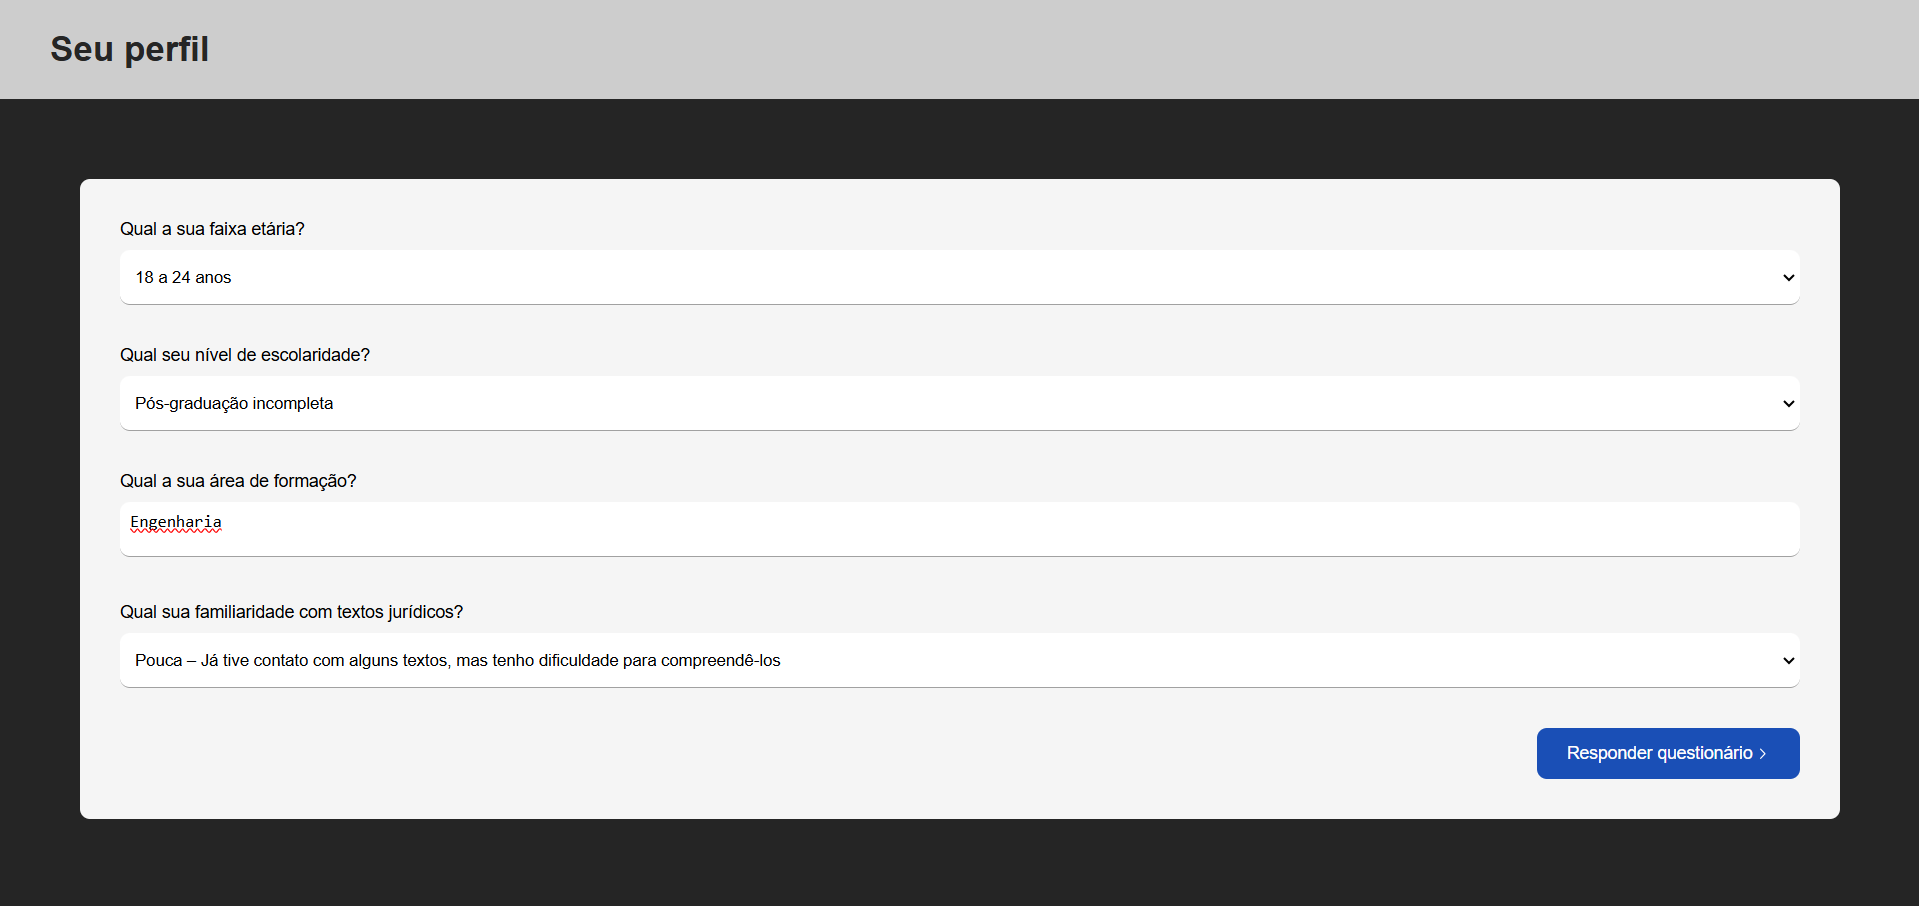 Seu perfil
Qual a sua faixa etária?
18 a 24 anos
Qual seu nível de escolaridade?
Pós-graduação incompleta
Qual a sua área de formação?
Engenharia
Qual sua familiaridade com textos jurídicos?
Pouca – Já tive contato com alguns textos, mas tenho dificuldade para compreendê-los
Responder questionário